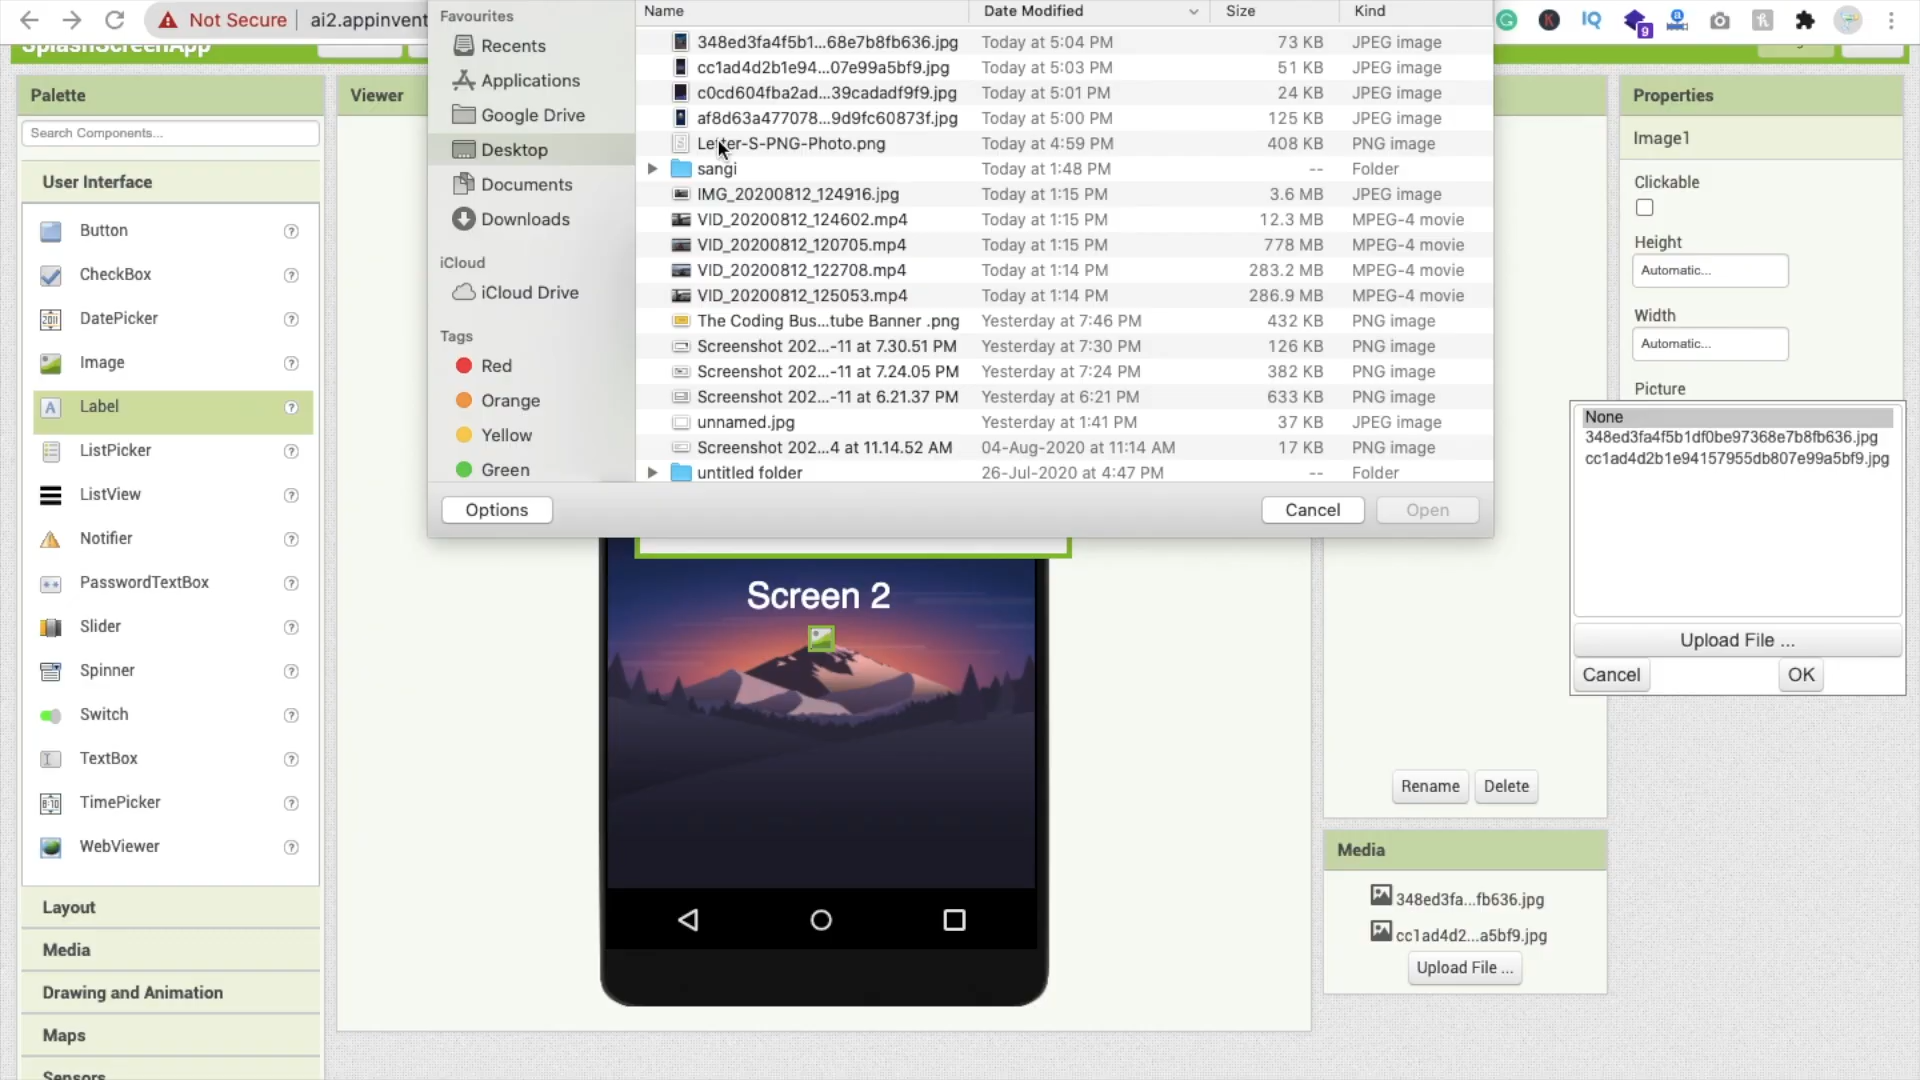 Not Secure
ai2.appinvent
9
SplashScreenApp
Palette
Search Components...
User Interface
Button
CheckBox
DatePicker
Image
Label
ListPicker
ListView
Notifier
PasswordTextBox
Slider
Spinner
Switch
TextBox
TimePicker
WebViewer
Layout
Media
Drawing and Animation
Maps
Sensors
Viewer
Favourites
Recents
Applications
Google Drive
Desktop
Documents
Downloads
iCloud
iCloud Drive
Tags
Red
Orange
Yellow
Green
Name Date Modified Size Kind
348ed3fa4f5b1...68e7b8fb636.jpg Today at 5:04 PM 73 KB JPEG image
cc1ad4d2b1e94...07e99a5bf9.jpg Today at 5:03 PM 51 KB JPEG image
c0cd604fba2ad...39cadadf9f9.jpg Today at 5:01 PM 24 KB JPEG image
af8d63a477078...9d9fc60873f.jpg Today at 5:00 PM 125 KB JPEG image
Letter-S-PNG-Photo.png Today at 4:59 PM 408 KB PNG image
sangi Today at 1:48 PM -- Folder
IMG_20200812_124916.jpg Today at 1:15 PM 3.6 MB JPEG image
VID_20200812_124602.mp4 Today at 1:15 PM 12.3 MB MPEG-4 movie
VID_20200812_120705.mp4 Today at 1:15 PM 778 MB MPEG-4 movie
VID_20200812_122708.mp4 Today at 1:14 PM 283.2 MB MPEG-4 movie
VID_20200812_125053.mp4 Today at 1:14 PM 286.9 MB MPEG-4 movie
The Coding Bus...tube Banner .png Yesterday at 7:46 PM 432 KB PNG image
Screenshot 202...-11 at 7.30.51 PM Yesterday at 7:30 PM 126 KB PNG image
Screenshot 202...-11 at 7.24.05 PM Yesterday at 7:24 PM 382 KB PNG image
Screenshot 202...-11 at 6.21.37 PM Yesterday at 6:21 PM 633 KB PNG image
unnamed.jpg Yesterday at 1:41 PM 37 KB JPEG image
Screenshot 202...4 at 11.14.52 AM 04-Aug-2020 at 11:14 AM 17 KB PNG image
untitled folder 26-Jul-2020 at 4:47 PM -- Folder
Options
Cancel
Open
Screen 2
Rename
Delete
Media
348ed3fa...fb636.jpg
cc1ad4d2...a5bf9.jpg
Upload File ...
Properties
Image1
Clickable
Height
Automatic...
Width
Automatic...
Picture
None
348ed3fa4f5b1df0be97368e7b8fb636.jpg
cc1ad4d2b1e94157955db807e99a5bf9.jpg
Upload File ...
Cancel
OK